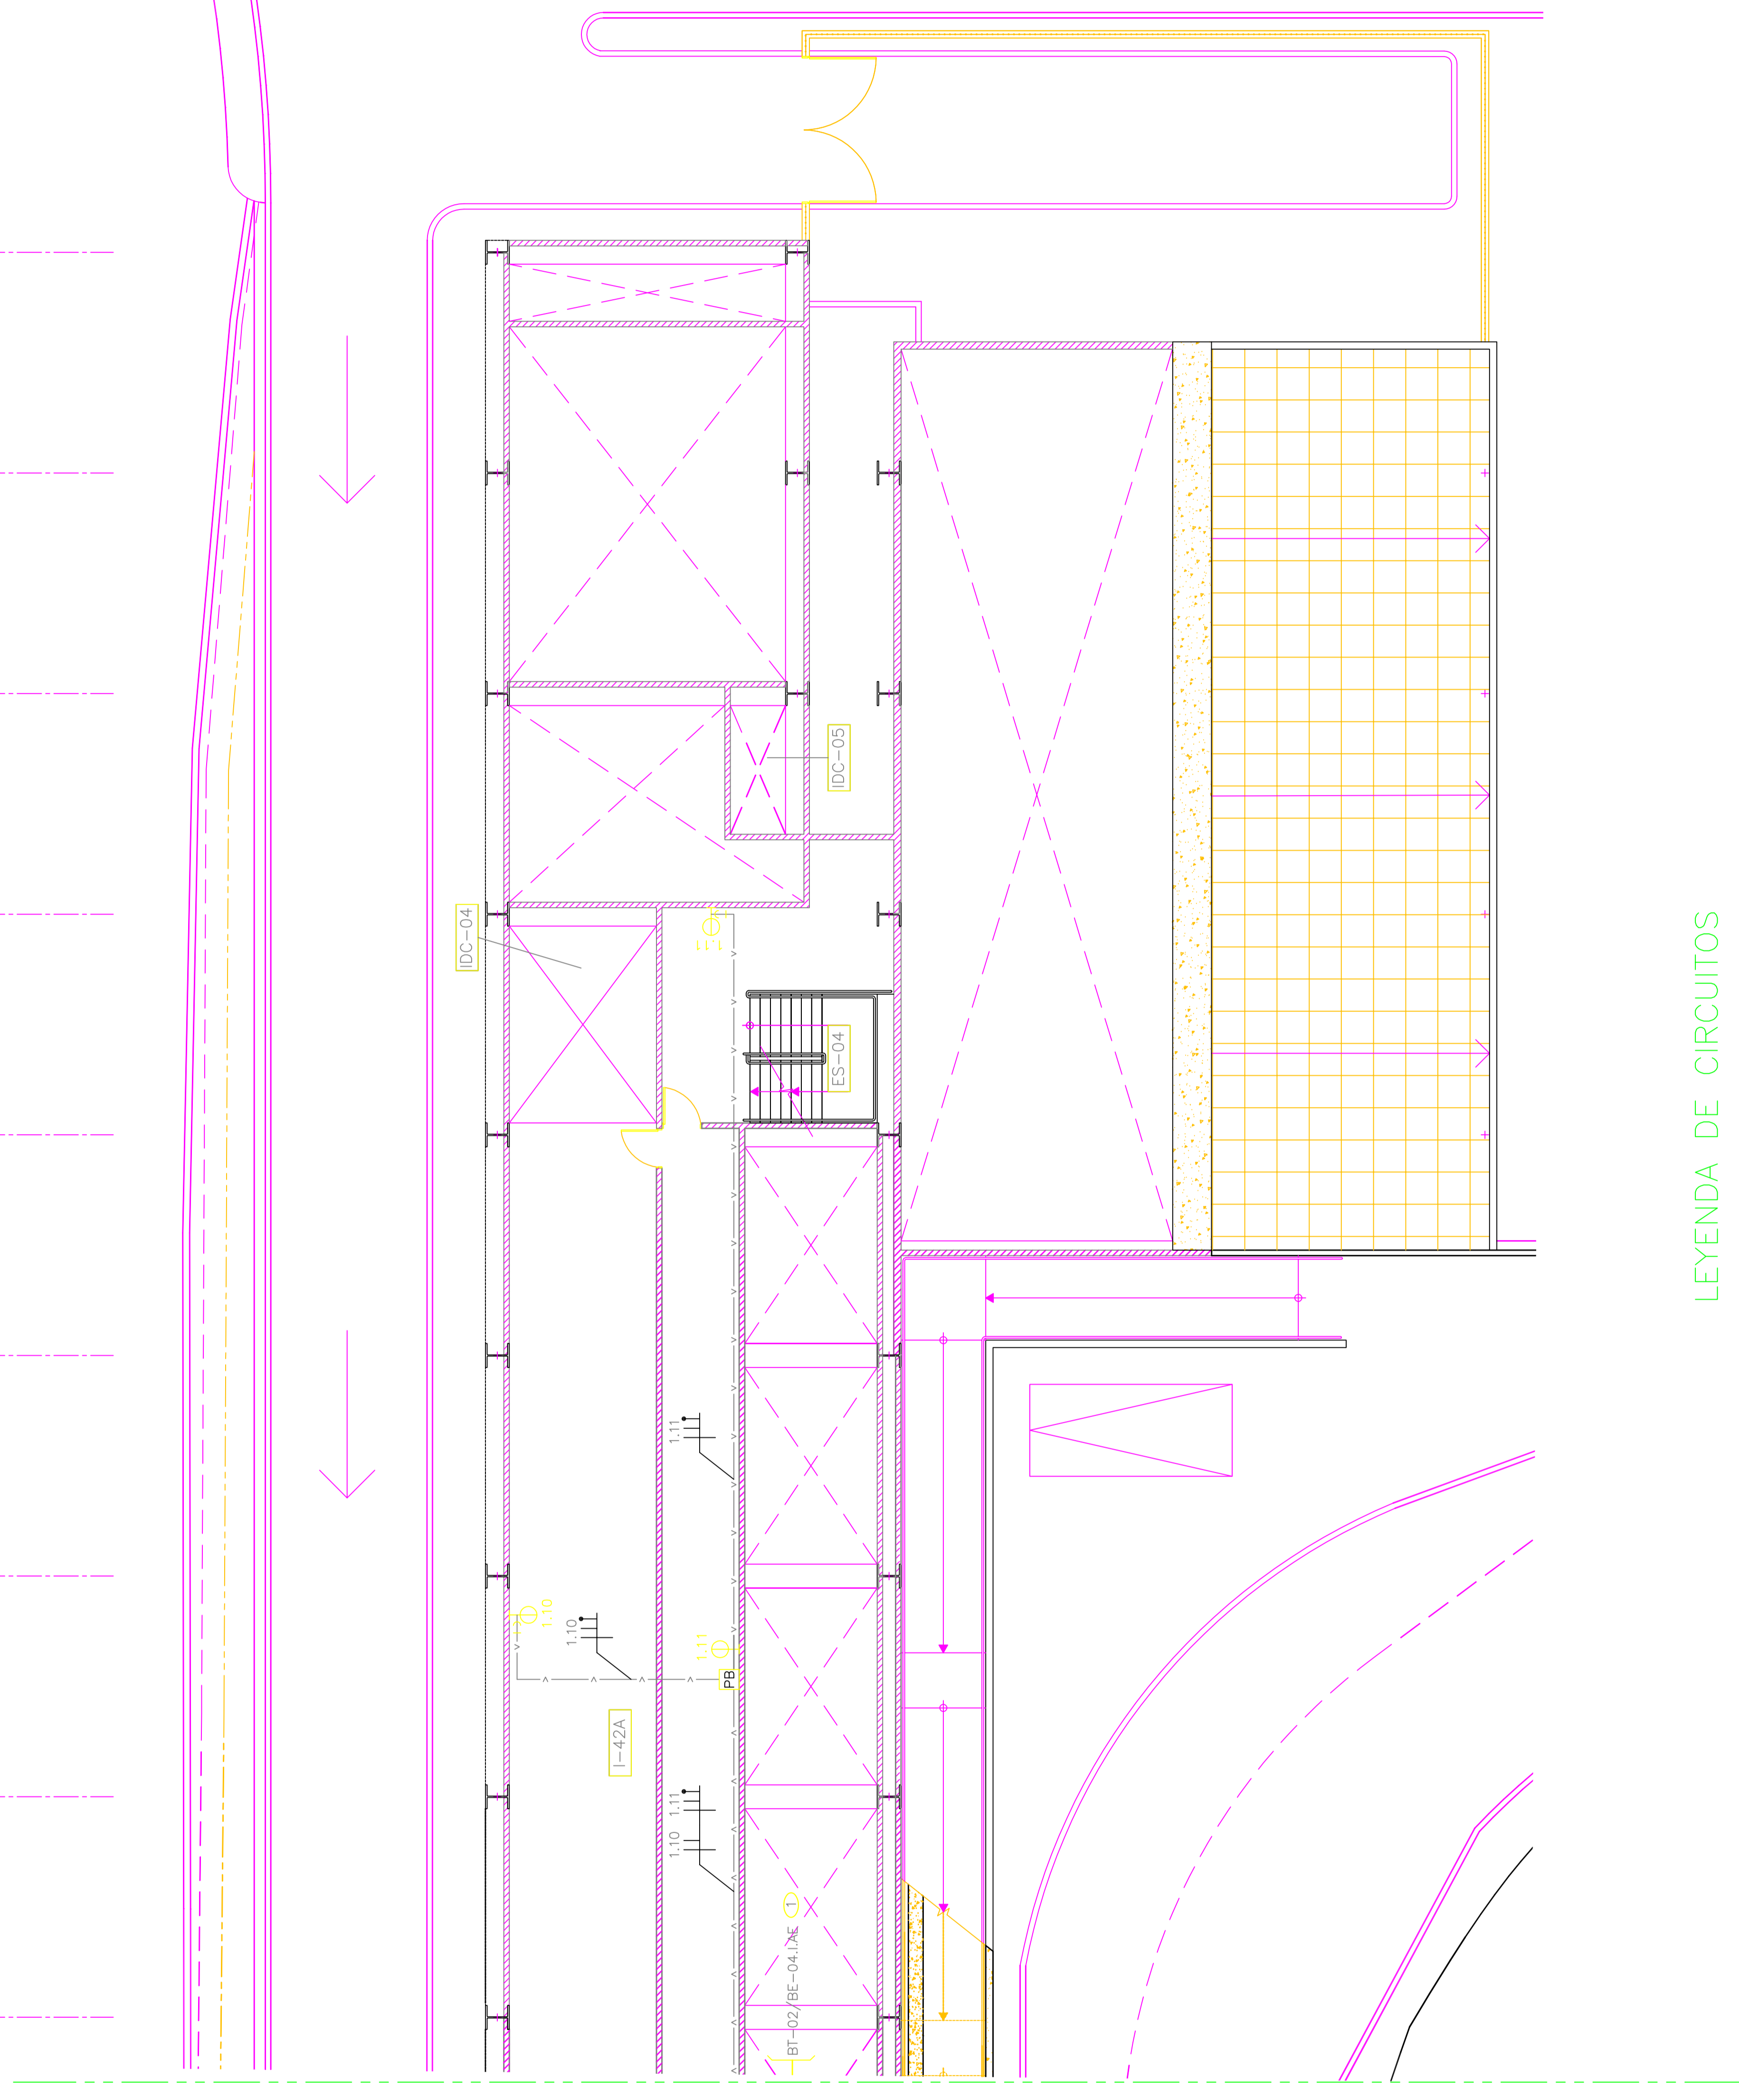 IDC-05
IDC-04
ES-04
LEYENDA DE CIRCUITOS
1.11
1.10
1.10
1.11
PB
I-42A
1.11
1.10
1
BT-02/BE-04.I.AE